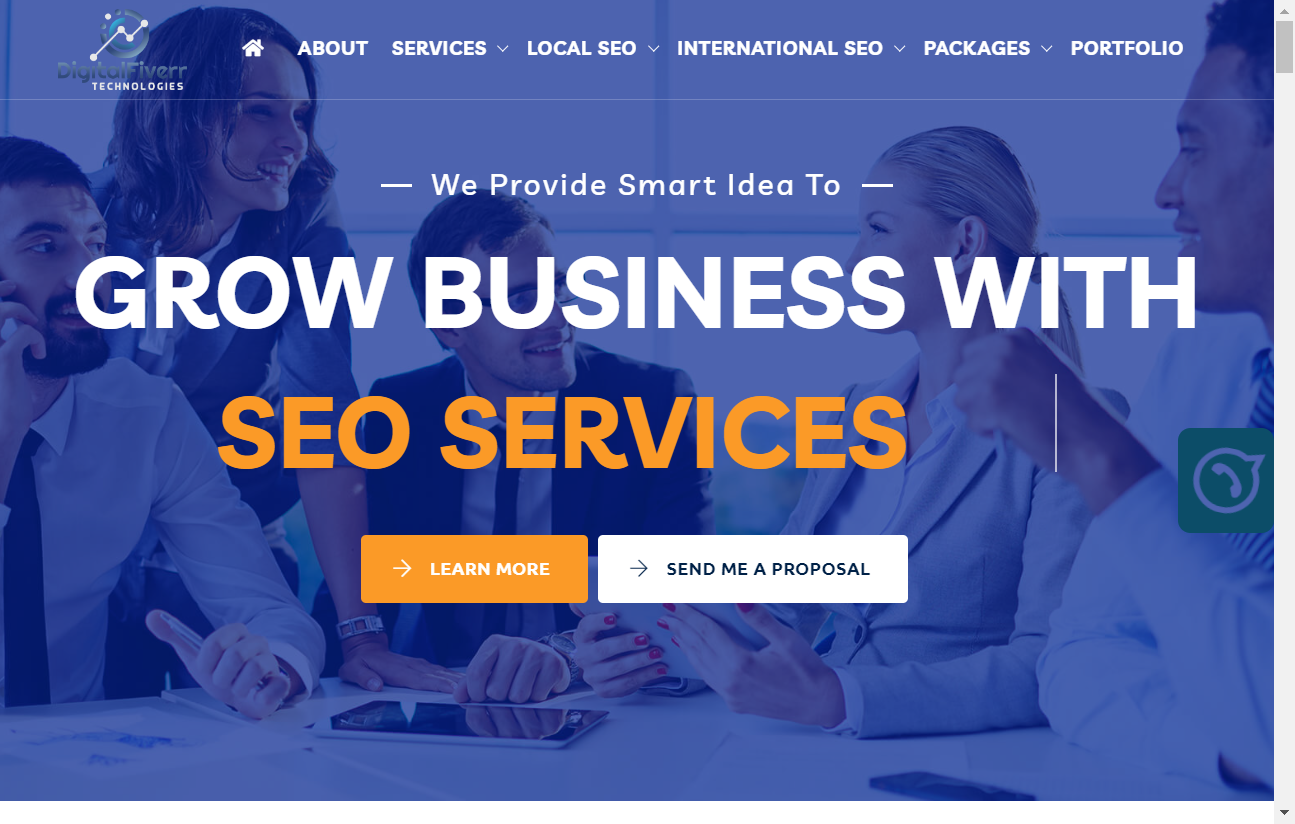 DigitalFiverr
TECHNOLOGIES
ABOUT SERVICES LOCAL SEO INTERNATIONAL SEO PACKAGES PORTFOLIO
We Provide Smart Idea To
GROW BUSINESS WITH
SEO SERVICES
LEARN MORE
SEND ME A PROPOSAL